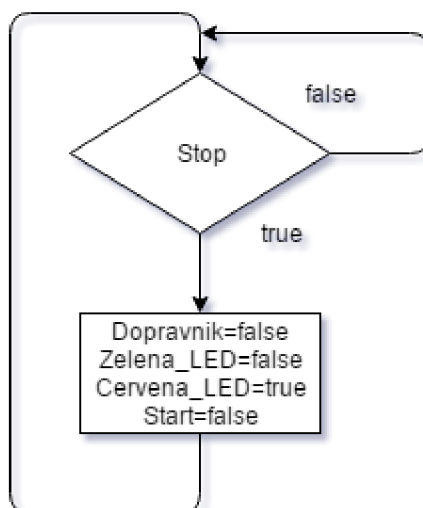 false
Stop
true
Dopravnik=false
Zelena_LED=false
Cervena_LED=true
Start=false